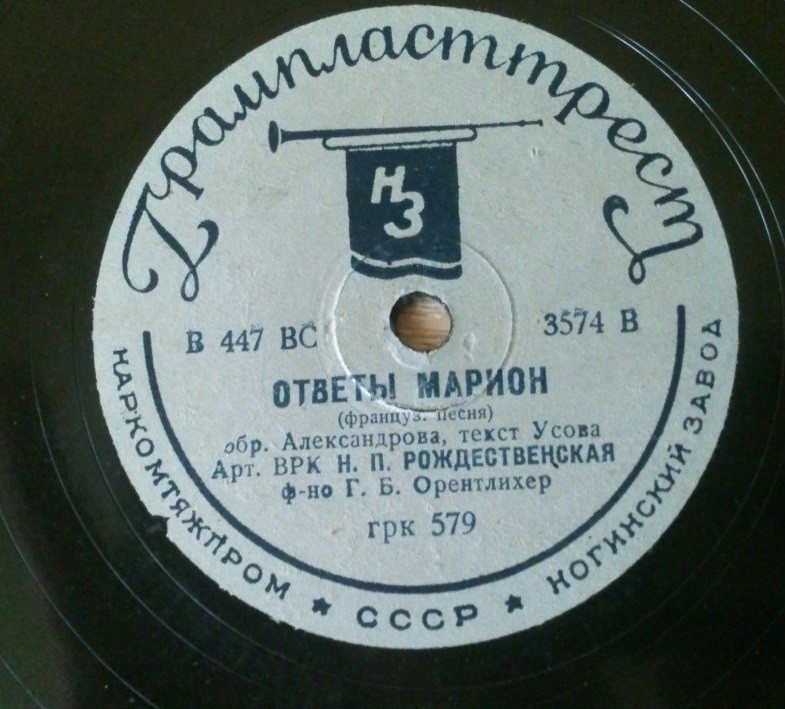 Грампласттрест
НЗ
В 447 ВС 3574 В
ОТВЕТЫ МАРИОН
(француз. песня)
обр. Александрова, текст Усова
Арт. ВРК Н. П. РОЖДЕСТВЕНСКАЯ
ф-но Г. Б. Орентлихер
грк 579
НАРКОМТЯЖПРОМ ★ СССР ★ НОГИНСКИЙ ЗАВОД